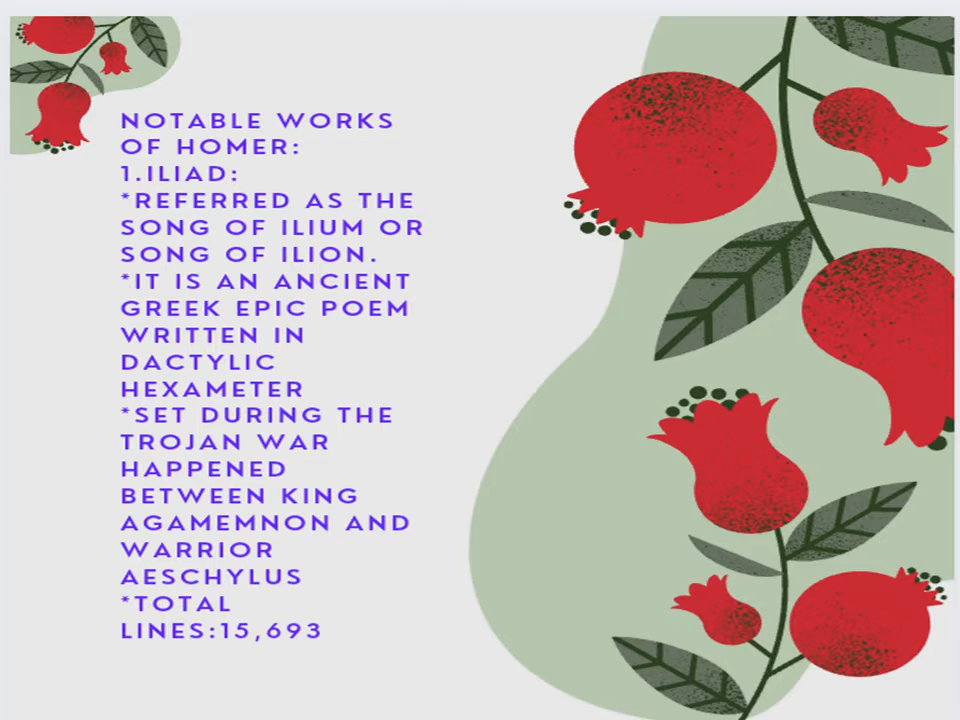 NOTABLE WORKS
OF HOMER:
1.ILIAD:
*REFERRED AS THE
SONG OF ILIUM OR
SONG OF ILION.
*IT IS AN ANCIENT
GREEK EPIC POEM
WRITTEN IN
DACTYLIC
HEXAMETER
*SET DURING THE
TROJAN WAR
HAPPENED
BETWEEN KING
AGAMEMNON AND
WARRIOR
AESCHYLUS
*TOTAL
LINES:15,693